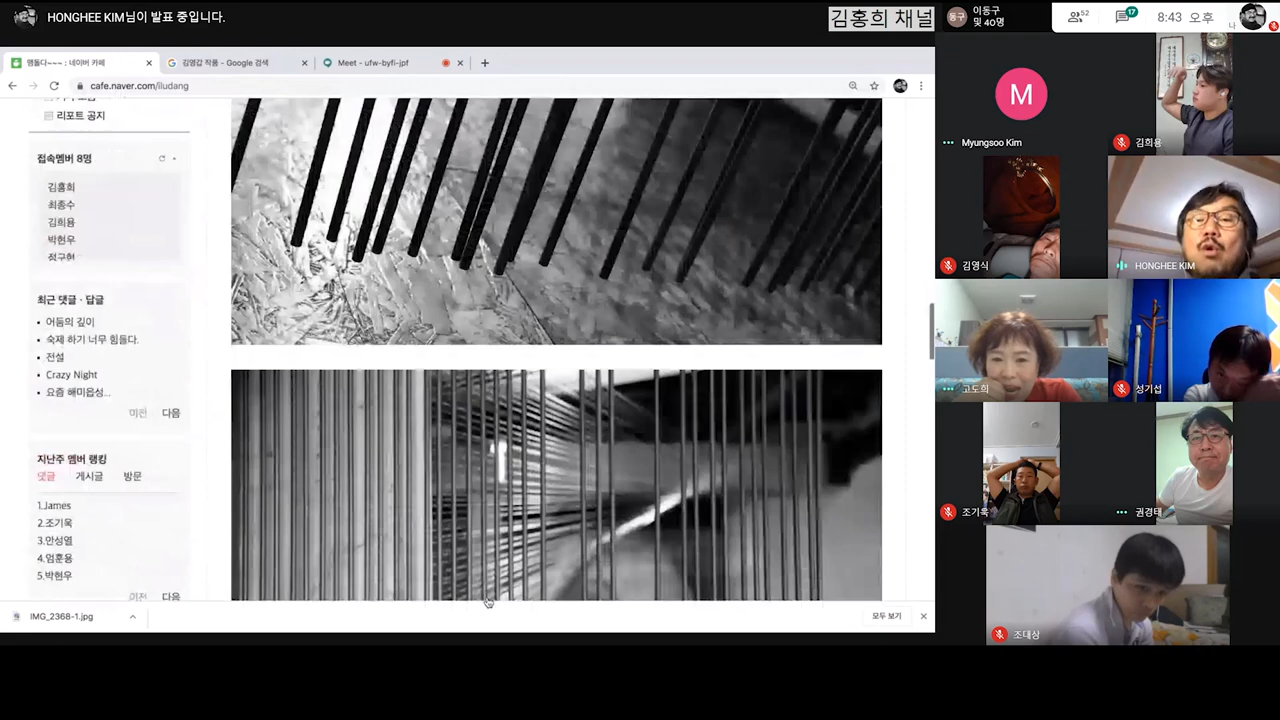 HONGHEE KIM님이 발표 중입니다.
김홍희 채널
동구
이동구
및 40명
52
17
8:43 오후
나
맹돌다~~~ : 네이버 카페
김영갑 작품 - Google 검색
Meet - ufw-byfi-jpf
cafe.naver.com/illudang
리포트 공지
접속멤버 8명
김홍희
최종수
김희용
박현우
최근 댓글 · 답글
어둠의 깊이
숙제 하기 너무 힘들다.
전설
Crazy Night
요즘 해미읍성...
이전
다음
지난주 멤버 랭킹
댓글
게시글
방문
1.James
2.조기욱
3.안성열
4.엄훈용
5.박현우
이전
다음
IMG_2368-1.jpg
모두 보기
M
Myungsoo Kim
김희용
김영식
HONGHEE KIM
고도희
성기섭
조기욱
권경태
조대상